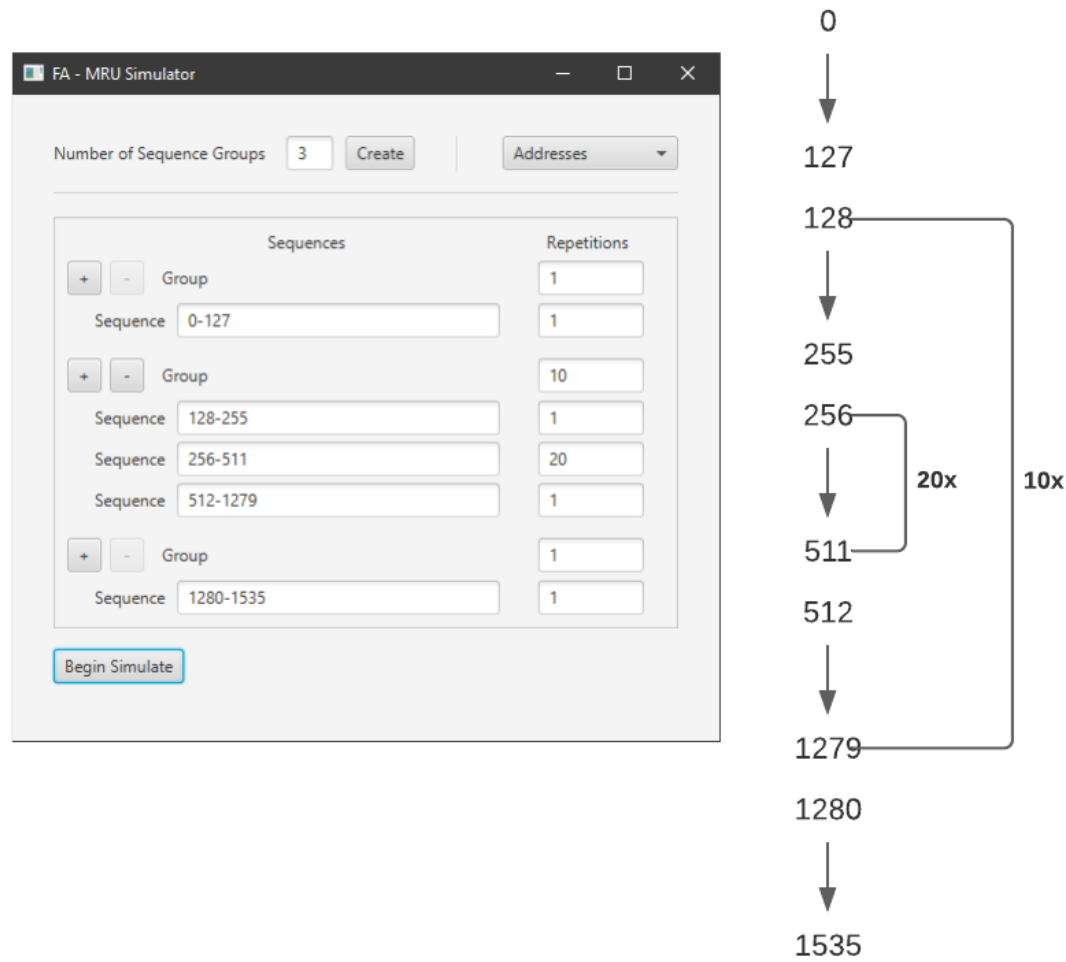 FA - MRU Simulator
Number of Sequence Groups 3 Create Addresses
Sequences Repetitions
+ - Group 1
Sequence 0-127 1
+ - Group 10
Sequence 128-255 1
Sequence 256-511 20
Sequence 512-1279 1
+ - Group 1
Sequence 1280-1535 1
Begin Simulate
0
127
128
255
256
20x 10x
511
512
1279
1280
1535